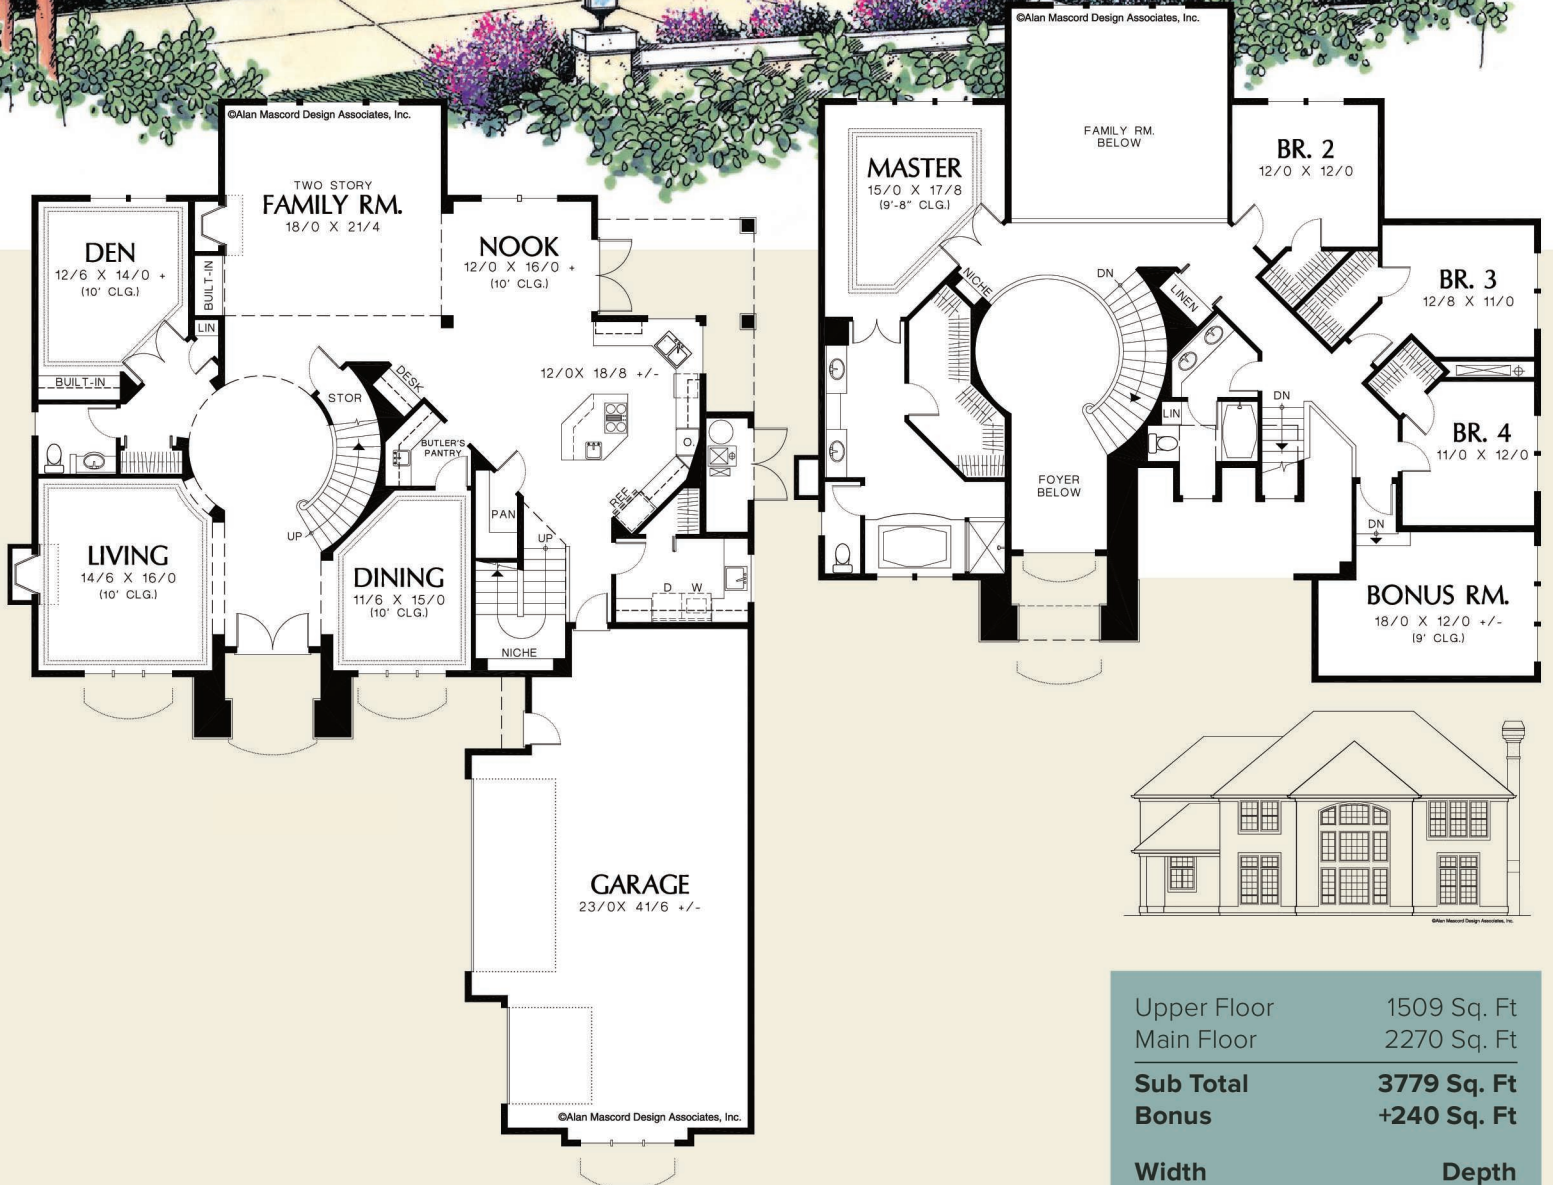 ©Alan Mascord Design Associates, Inc.
TWO STORY
FAMILY RM.
18/0 X 21/4
DEN
12/6 X 14/0 +
(10' CLG.)
BUILT-IN
LIN
BUILT-IN
NOOK
12/0 X 16/0 +
(10' CLG.)
12/0X 18/8 +/-
STOR
DESK
BUTLER'S
PANTRY
O.
REF
PAN
UP
UP
LIVING
14/6 X 16/0
(10' CLG.)
DINING
11/6 X 15/0
(10' CLG.)
D W
NICHE
GARAGE
23/0X 41/6 +/-
©Alan Mascord Design Associates, Inc.
©Alan Mascord Design Associates, Inc.
FAMILY RM.
BELOW
MASTER
15/0 X 17/8
(9'-8" CLG.)
BR. 2
12/0 X 12/0
NICHE
DN
LINEN
BR. 3
12/8 X 11/0
LIN
DN
BR. 4
11/0 X 12/0
FOYER
BELOW
DN
BONUS RM.
18/0 X 12/0 +/-
(9' CLG.)
©Alan Mascord Design Associates, Inc.
Upper Floor 1509 Sq. Ft
Main Floor 2270 Sq. Ft
Sub Total 3779 Sq. Ft
Bonus +240 Sq. Ft
Width Depth